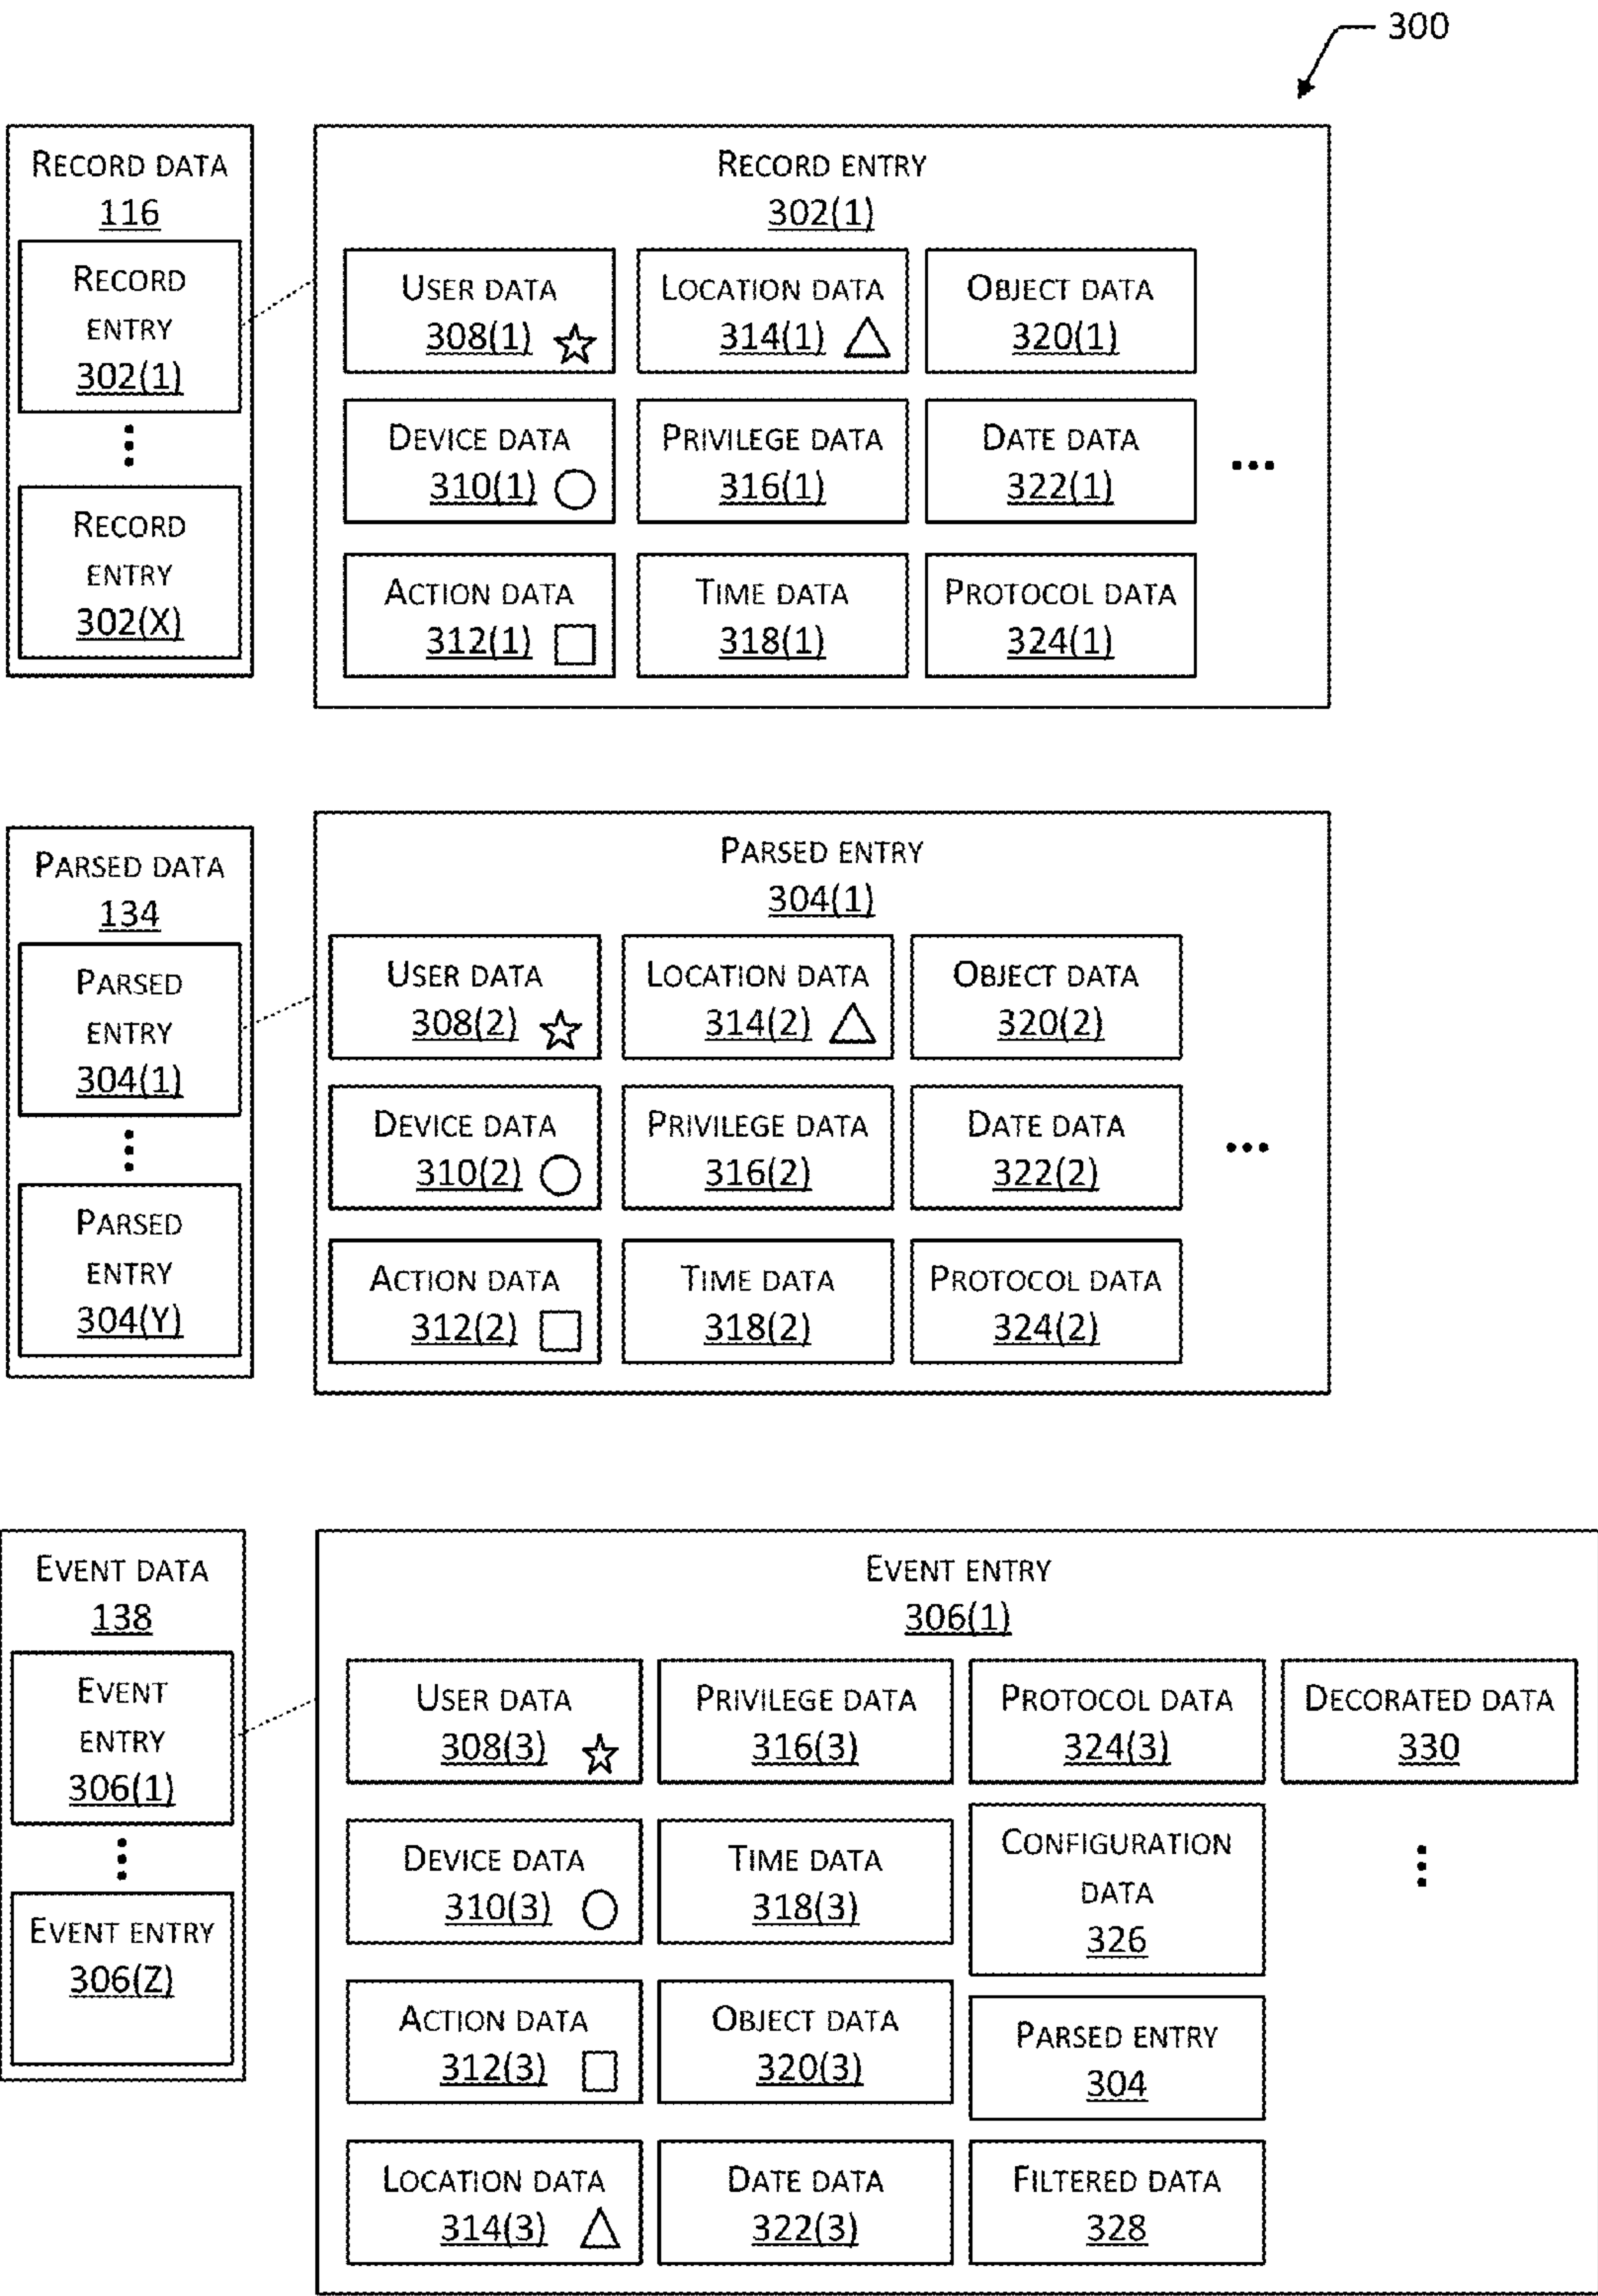 300
RECORD DATA
116
RECORD
ENTRY
302(1)
RECORD
ENTRY
302(X)
RECORD ENTRY
302(1)
USER DATA
308(1)
LOCATION DATA
314(1)
OBJECT DATA
320(1)
DEVICE DATA
310(1)
PRIVILEGE DATA
316(1)
DATE DATA
322(1)
...
ACTION DATA
312(1)
TIME DATA
318(1)
PROTOCOL DATA
324(1)
PARSED DATA
134
PARSED
ENTRY
304(1)
PARSED
ENTRY
304(Y)
PARSED ENTRY
304(1)
USER DATA
308(2)
LOCATION DATA
314(2)
OBJECT DATA
320(2)
DEVICE DATA
310(2)
PRIVILEGE DATA
316(2)
DATE DATA
322(2)
...
ACTION DATA
312(2)
TIME DATA
318(2)
PROTOCOL DATA
324(2)
EVENT DATA
138
EVENT
ENTRY
306(1)
EVENT ENTRY
306(Z)
EVENT ENTRY
306(1)
USER DATA
308(3)
PRIVILEGE DATA
316(3)
PROTOCOL DATA
324(3)
DECORATED DATA
330
DEVICE DATA
310(3)
TIME DATA
318(3)
CONFIGURATION
DATA
326
ACTION DATA
312(3)
OBJECT DATA
320(3)
PARSED ENTRY
304
LOCATION DATA
314(3)
DATE DATA
322(3)
FILTERED DATA
328